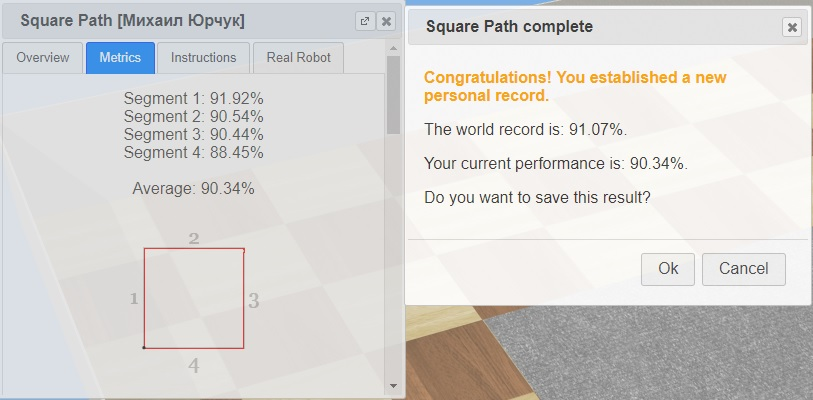 Square Path [Михаил Юрчук]
Overview
Metrics
Instructions
Real Robot
Segment 1: 91.92%
Segment 2: 90.54%
Segment 3: 90.44%
Segment 4: 88.45%
Average: 90.34%
2
1
3
4
Square Path complete
Congratulations! You established a new
personal record.
The world record is: 91.07%.
Your current performance is: 90.34%.
Do you want to save this result?
Ok
Cancel